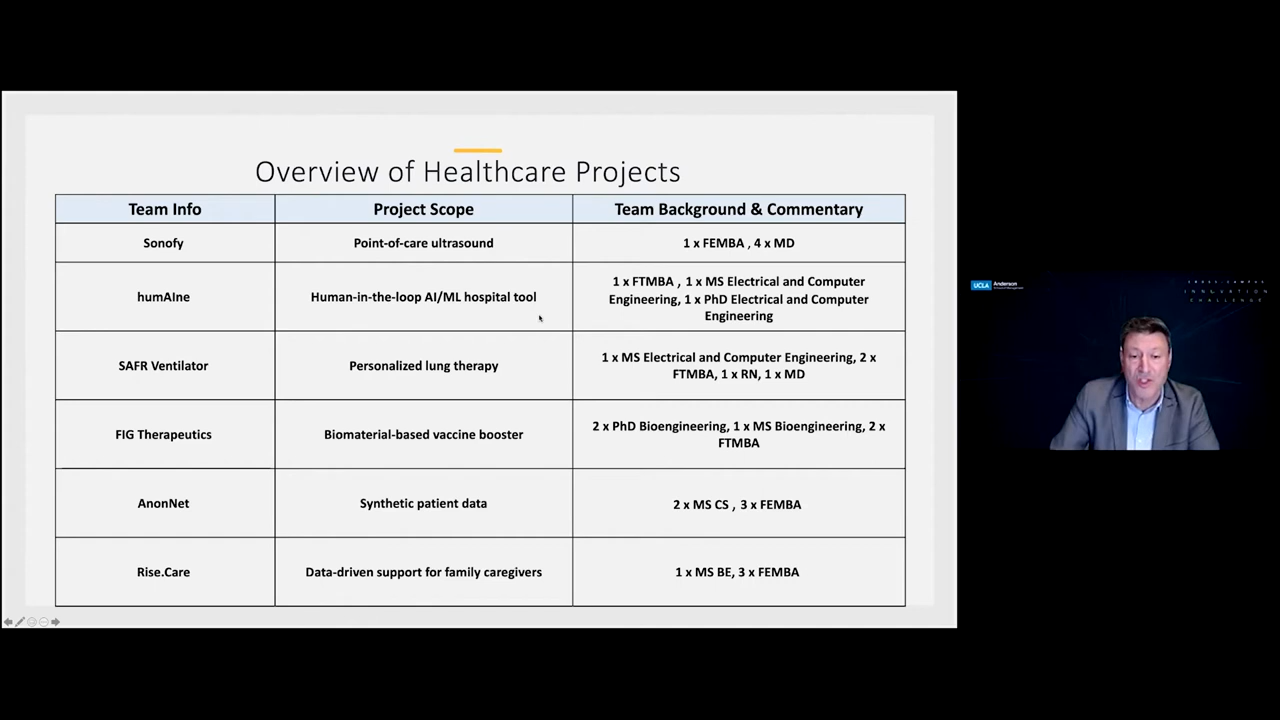 Overview of Healthcare Projects
Team Info
Project Scope
Team Background & Commentary
Sonofy
Point-of-care ultrasound
1 x FEMBA , 4 x MD
humAIne
Human-in-the-loop AI/ML hospital tool
1 x FTMBA , 1 x MS Electrical and Computer
Engineering, 1 x PhD Electrical and Computer
Engineering
SAFR Ventilator
Personalized lung therapy
1 x MS Electrical and Computer Engineering, 2 x
FTMBA, 1 x RN, 1 x MD
FIG Therapeutics
Biomaterial-based vaccine booster
2 x PhD Bioengineering, 1 x MS Bioengineering, 2 x
FTMBA
AnonNet
Synthetic patient data
2 x MS CS , 3 x FEMBA
Rise.Care
Data-driven support for family caregivers
1 x MS BE, 3 x FEMBA
UCLA Anderson
INNOVATION
CHALLENGE